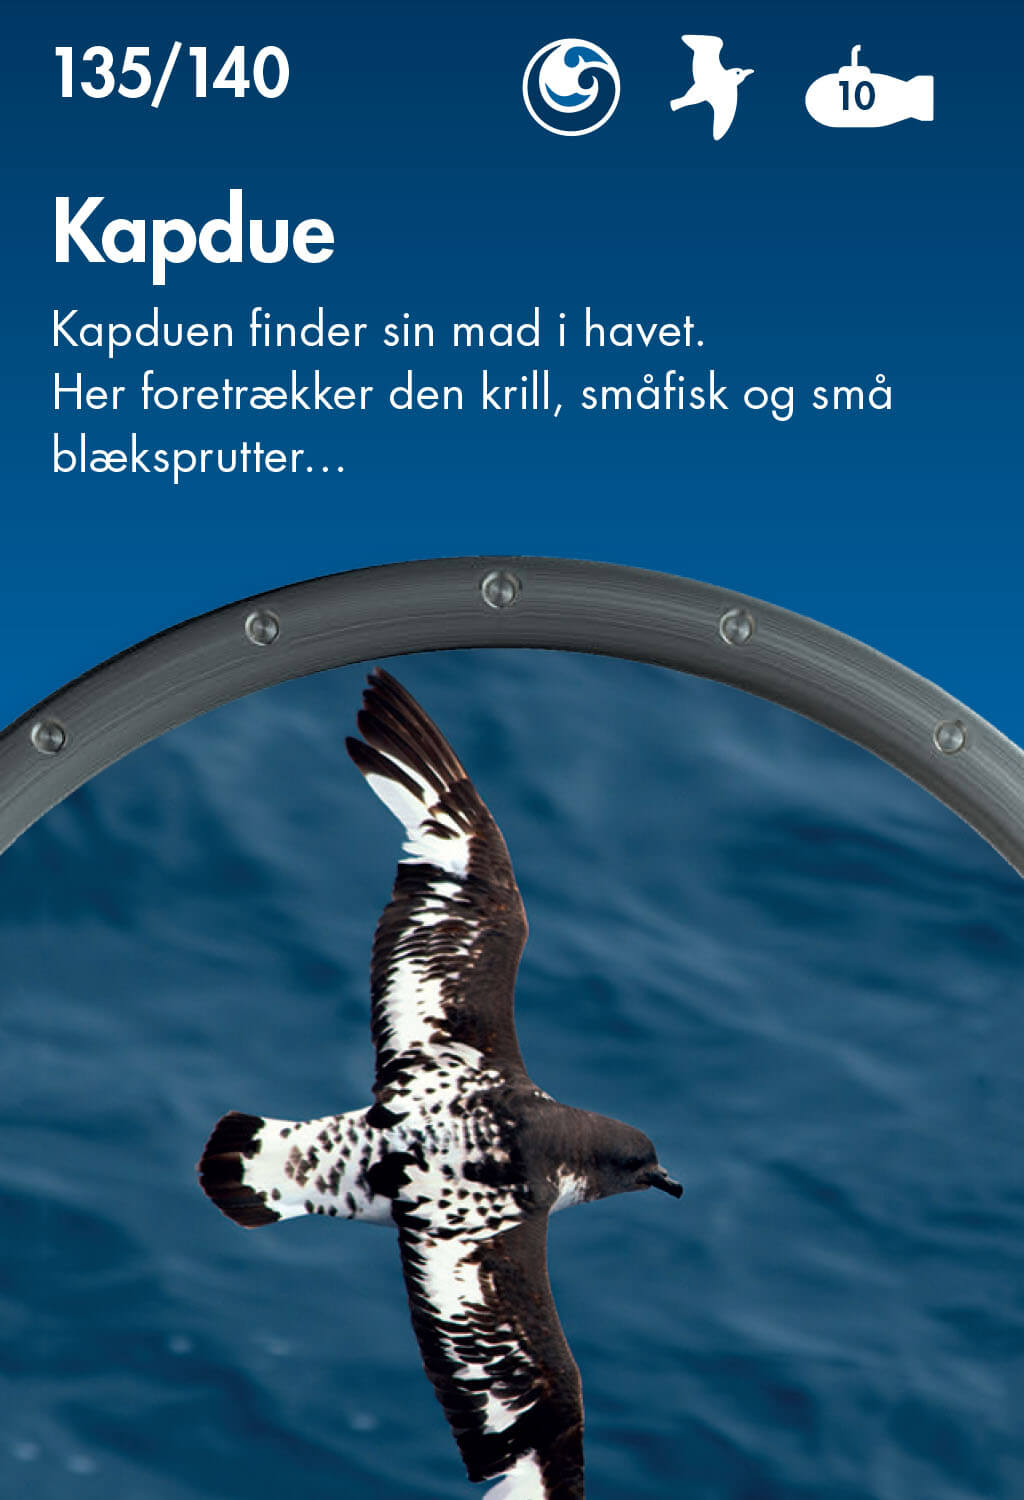 135/140
10
Kapdue
Kapduen finder sin mad i havet.
Her foretrækker den krill, småfisk og små
blæksprutter...